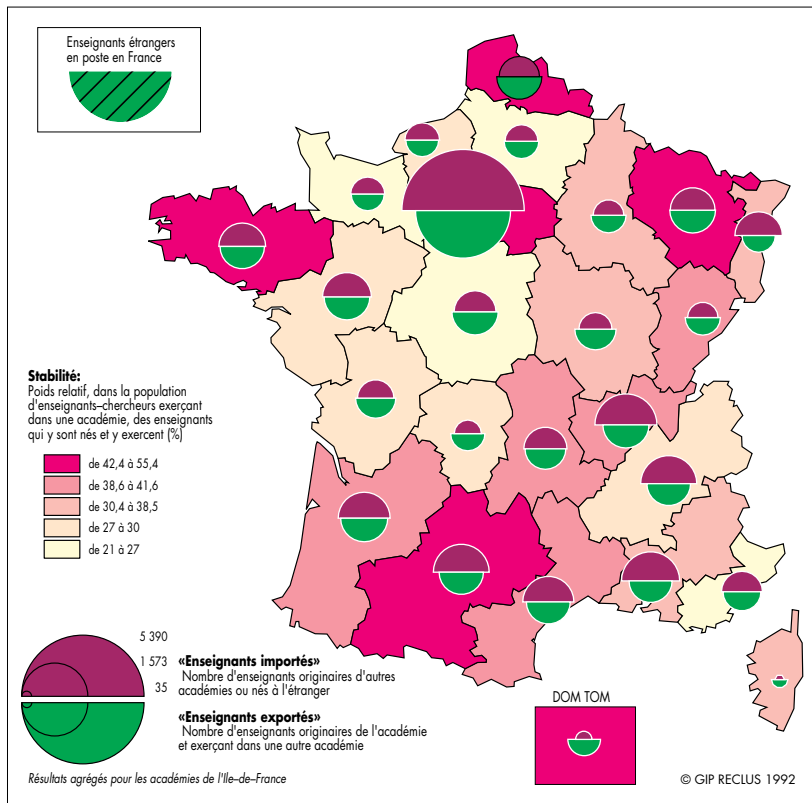 Enseignants étrangers
en poste en France
Stabilité:
Poids relatif, dans la population
d'enseignants–chercheurs exerçant
dans une académie, des enseignants
qui y sont nés et y exercent (%)
de 42,4 à 55,4
de 38,6 à 41,6
de 30,4 à 38,5
de 27 à 30
de 21 à 27
5 390
1 573
35
«Enseignants importés»
Nombre d'enseignants originaires d'autres
académies ou nés à l'étranger
«Enseignants exportés»
Nombre d'enseignants originaires de l'académie
et exerçant dans une autre académie
Résultats agrégés pour les académies de l'Ile–de–France
DOM TOM
© GIP RECLUS 1992